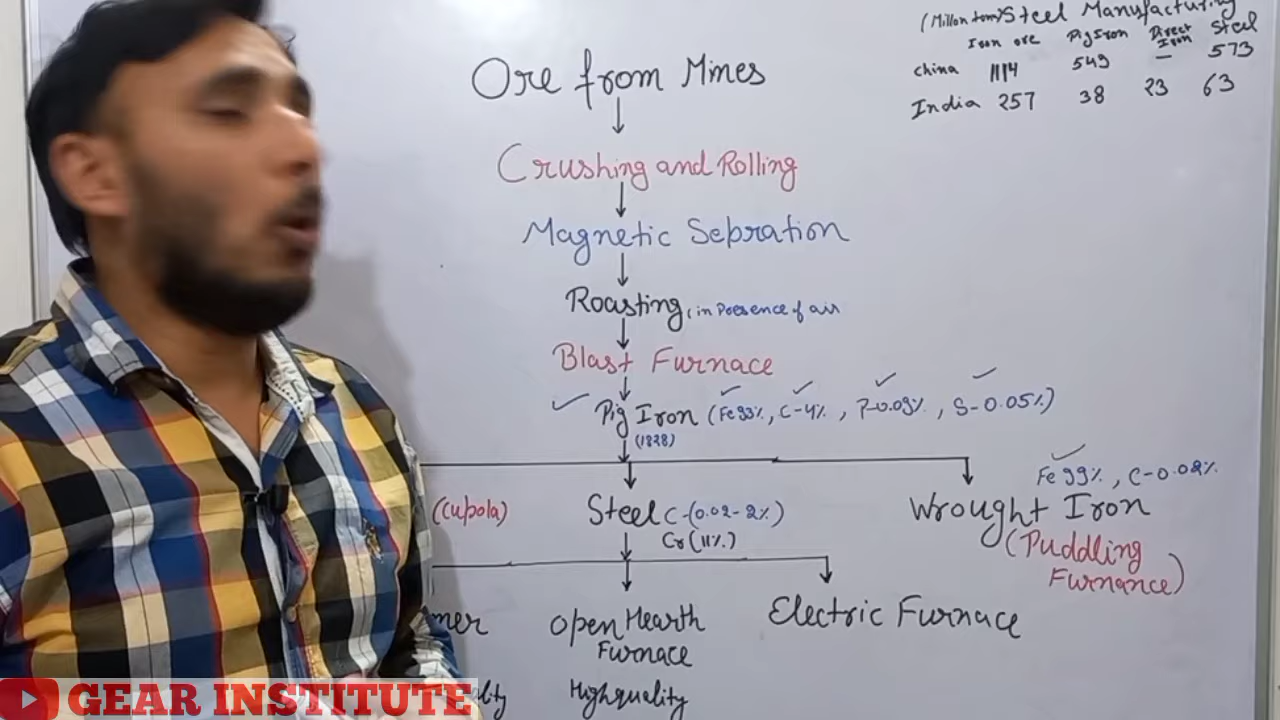 (Millon tom) Steel Manufacturing
Iron ore Pig Iron Direct Iron Steel
china 1114 549 — 573
India 257 38 23 63
Ore from Mines
Crushing and Rolling
Magnetic Sebration
Roasting (in Presence of air
Blast Furnace
Pig Iron (Fe 93%, C-4%, P-0.09%, S-0.05%)
(1828)
Fe 99%, C-0.02%
(cupola) Steel C-(0.02-2%) Wrought Iron
Cr (11%)
(Puddling
Furnance)
mer Open Hearth Electric Furnace
Furnace
lity High quality
GEAR INSTITUTE